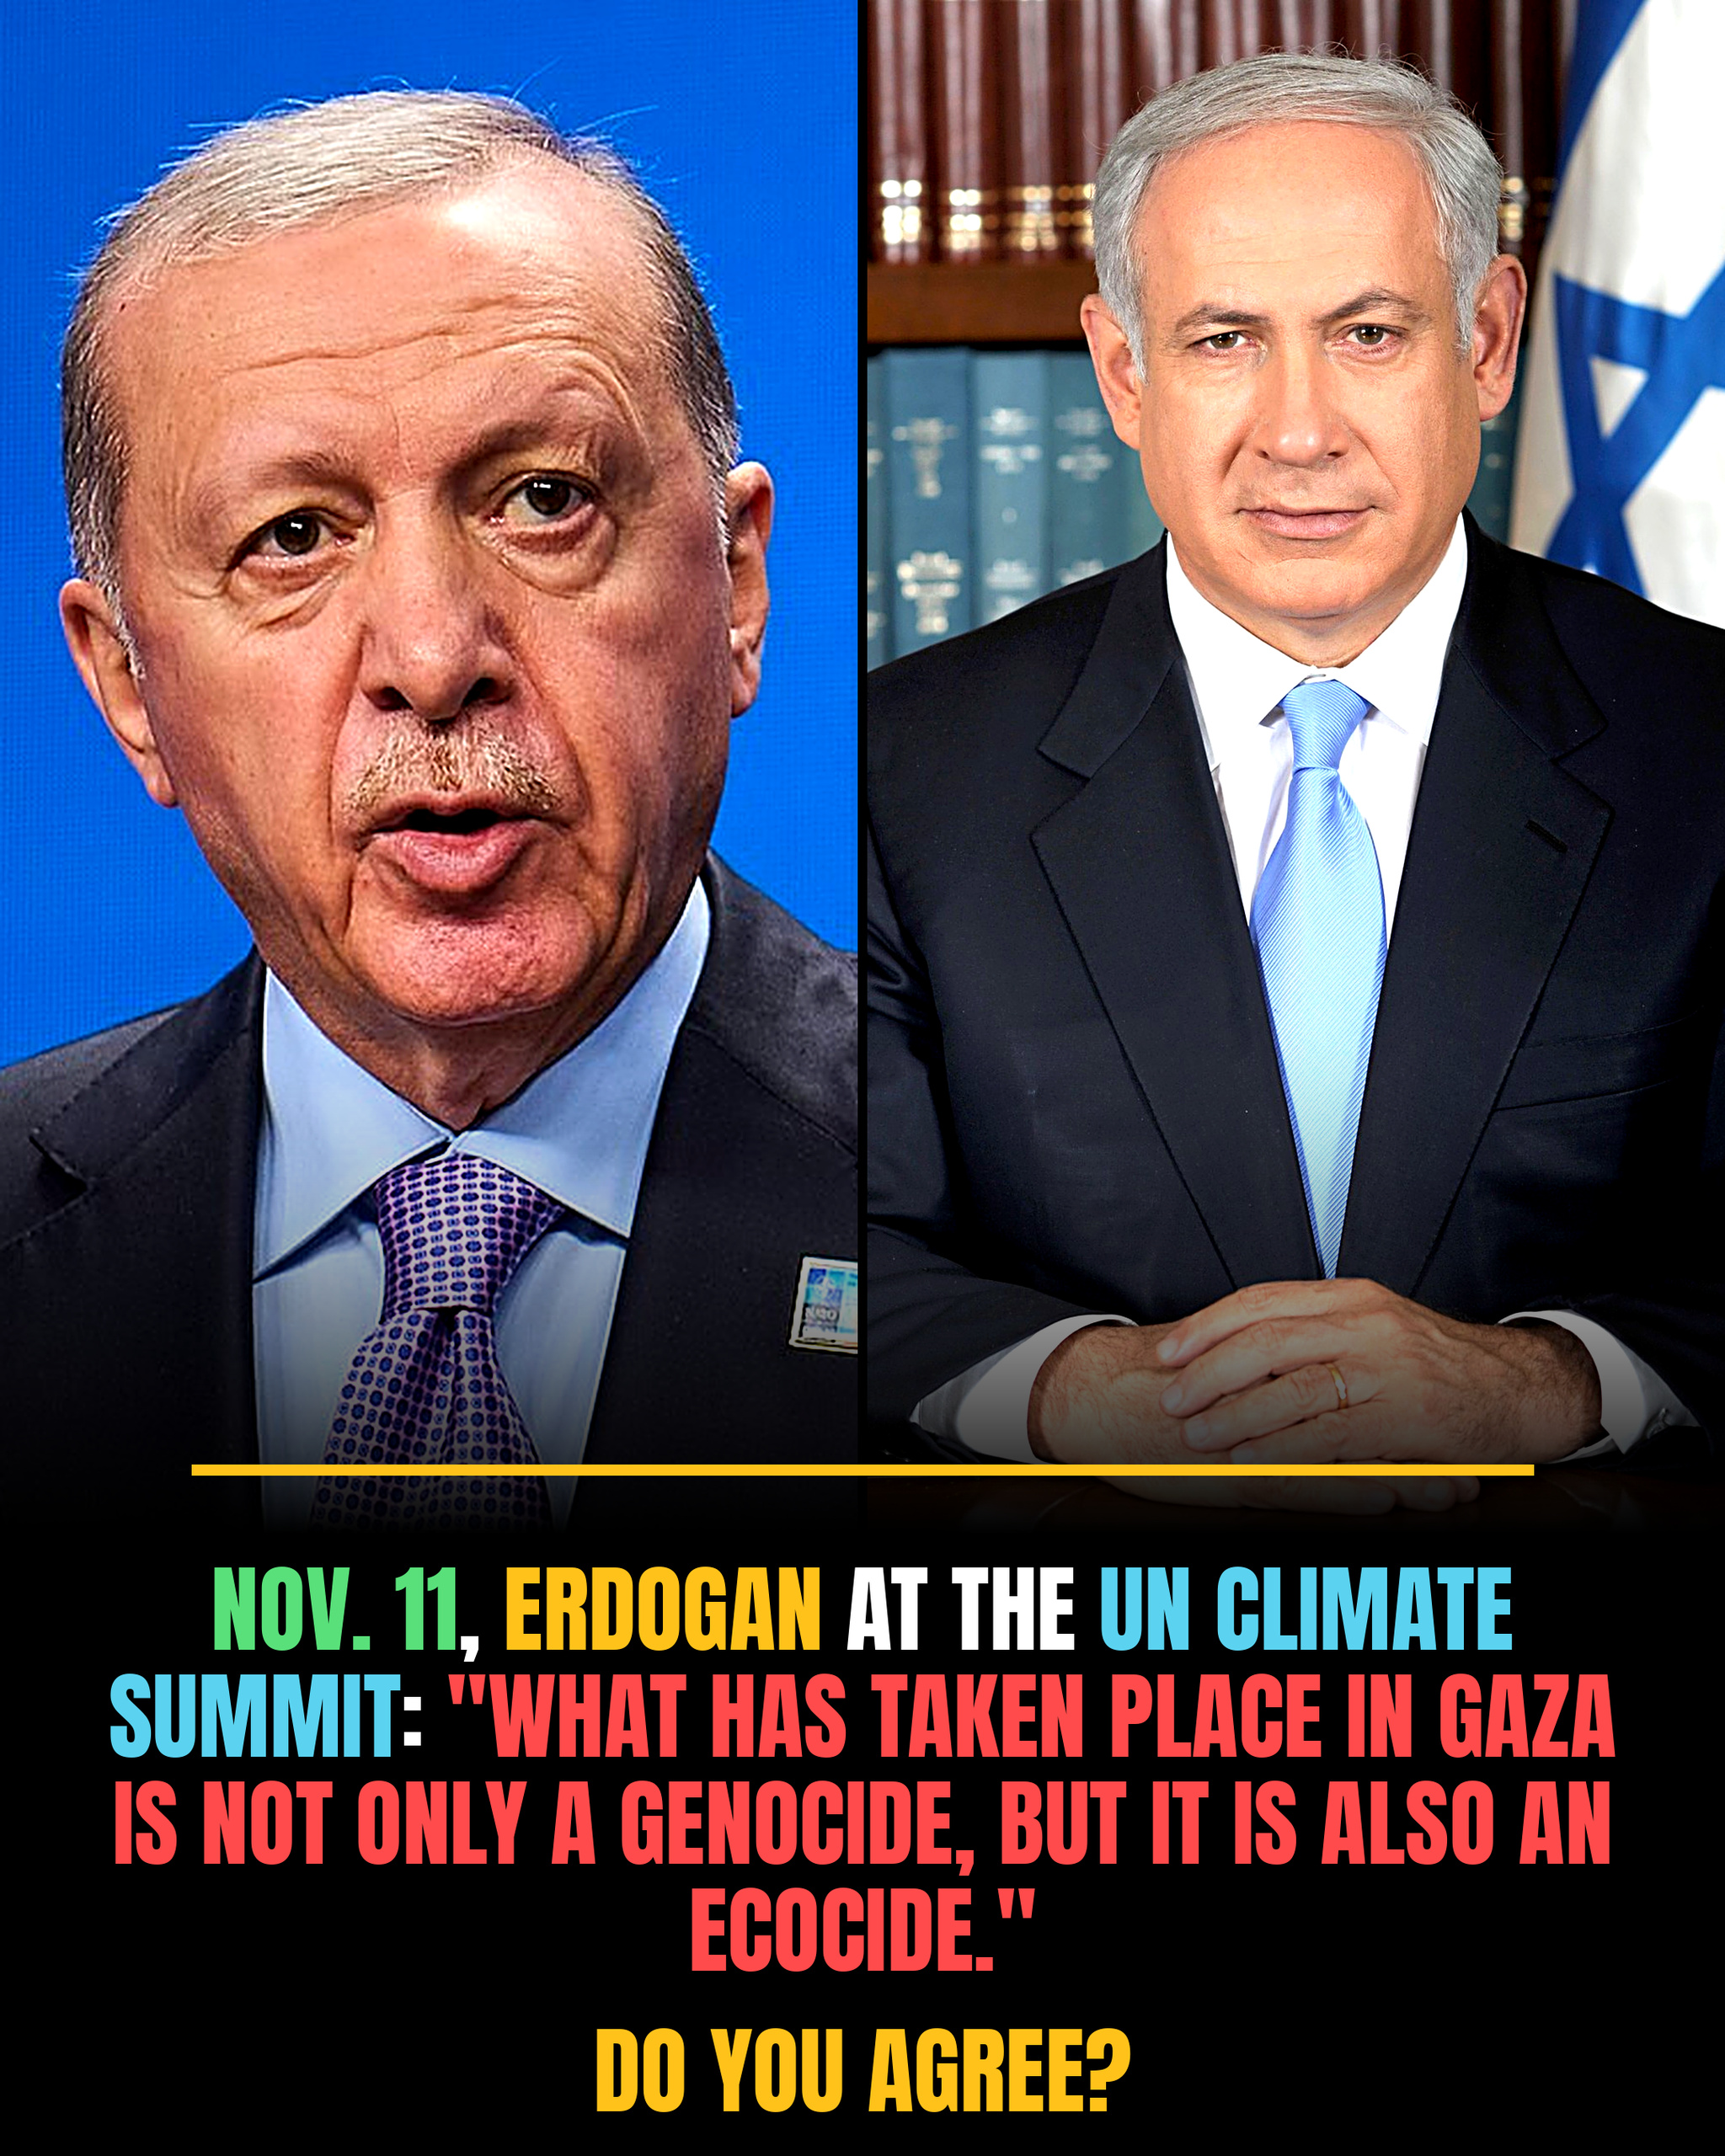 NOV. 11, ERDOGAN AT THE UN CLIMATE
SUMMIT: "WHAT HAS TAKEN PLACE IN GAZA
IS NOT ONLY A GENOCIDE, BUT IT IS ALSO AN
ECOCIDE."
DO YOU AGREE?